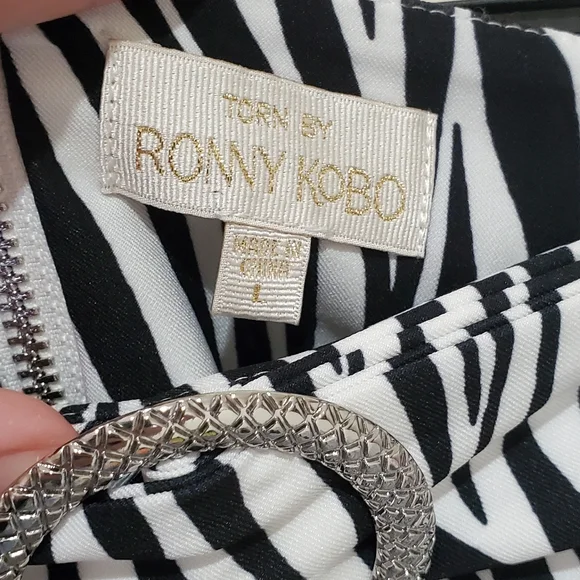 TORN BY
RONNY KOBO
MADE IN
CHINA
L